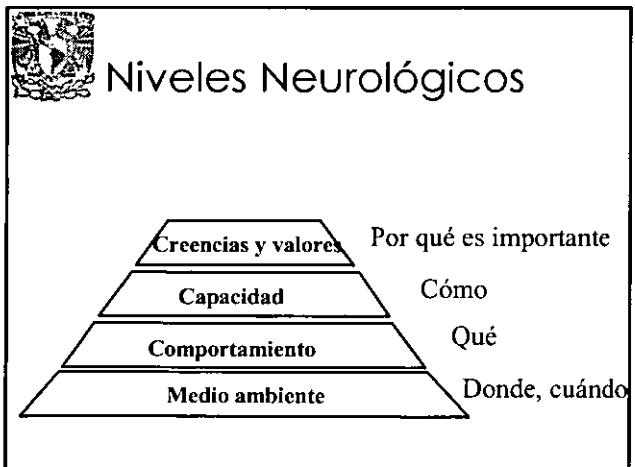 Niveles Neurológicos
Creencias y valores Por qué es importante
Capacidad Cómo
Comportamiento Qué
Medio ambiente Donde, cuándo